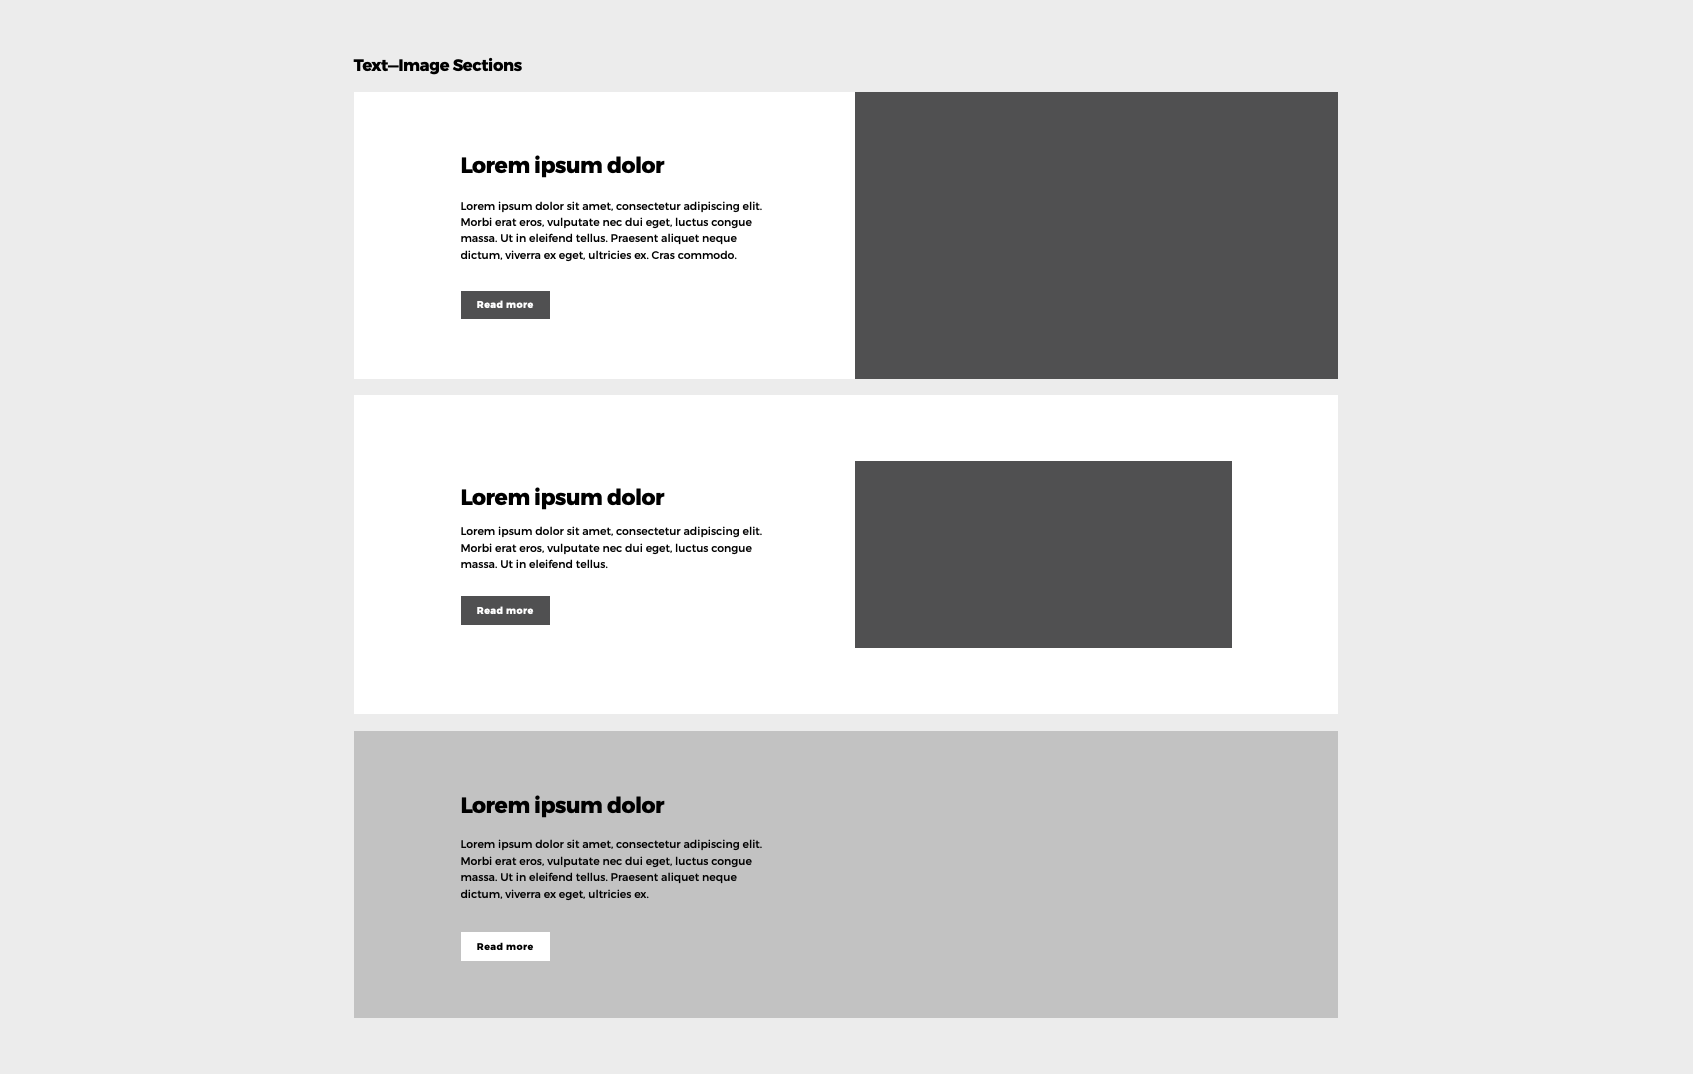 Text—Image Sections
Lorem ipsum dolor
Lorem ipsum dolor sit amet, consectetur adipiscing elit.
Morbi erat eros, vulputate nec dui eget, luctus congue
massa. Ut in eleifend tellus. Praesent aliquet neque
dictum, viverra ex eget, ultricies ex. Cras commodo.
Read more
Lorem ipsum dolor
Lorem ipsum dolor sit amet, consectetur adipiscing elit.
Morbi erat eros, vulputate nec dui eget, luctus congue
massa. Ut in eleifend tellus.
Read more
Lorem ipsum dolor
Lorem ipsum dolor sit amet, consectetur adipiscing elit.
Morbi erat eros, vulputate nec dui eget, luctus congue
massa. Ut in eleifend tellus. Praesent aliquet neque
dictum, viverra ex eget, ultricies ex.
Read more